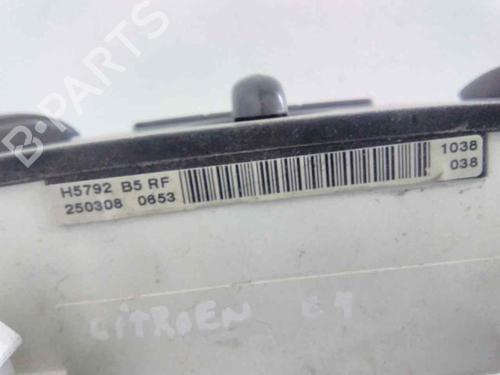 B-PARTS
H5792 B5 RF
1038
250308 0653
038
CITROEN C4